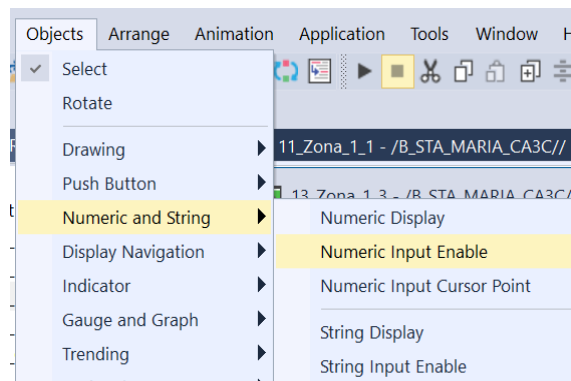 Objects Arrange Animation Application Tools Window
Select
Rotate
Drawing
11_Zona_1_1 - /B_STA_MARIA_CA3C//
Push Button
13_Zona_1_3 - /B_STA_MARIA_CA3C/
Numeric and String
Numeric Display
Display Navigation
Numeric Input Enable
Indicator
Numeric Input Cursor Point
Gauge and Graph
String Display
Trending
String Input Enable